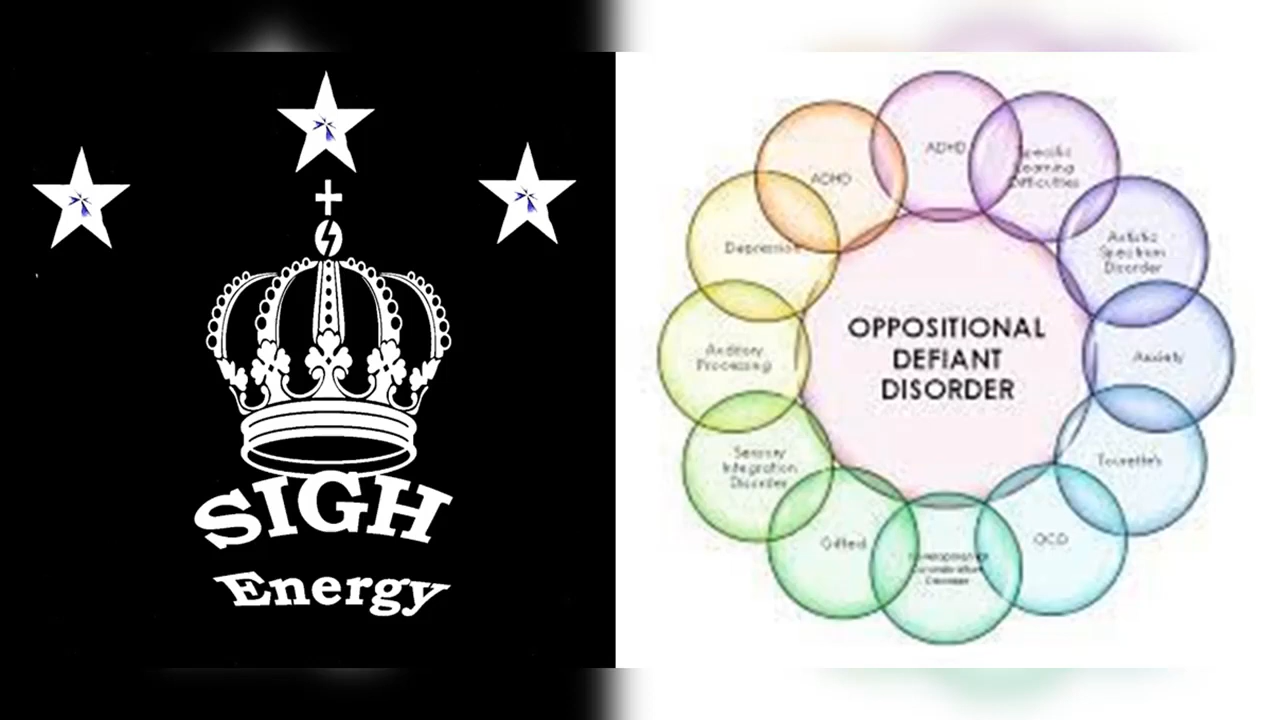 SIGH
Energy
OPPOSITIONAL
DEFIANT
DISORDER
ADHD
Specific
Learning
Difficulties
Autistic
Spectrum
Disorder
Anxiety
Tourette's
OCD
Disorder
Gifted
Sensory
Integration
Disorder
Auditory
Processing
Depression
ADHD